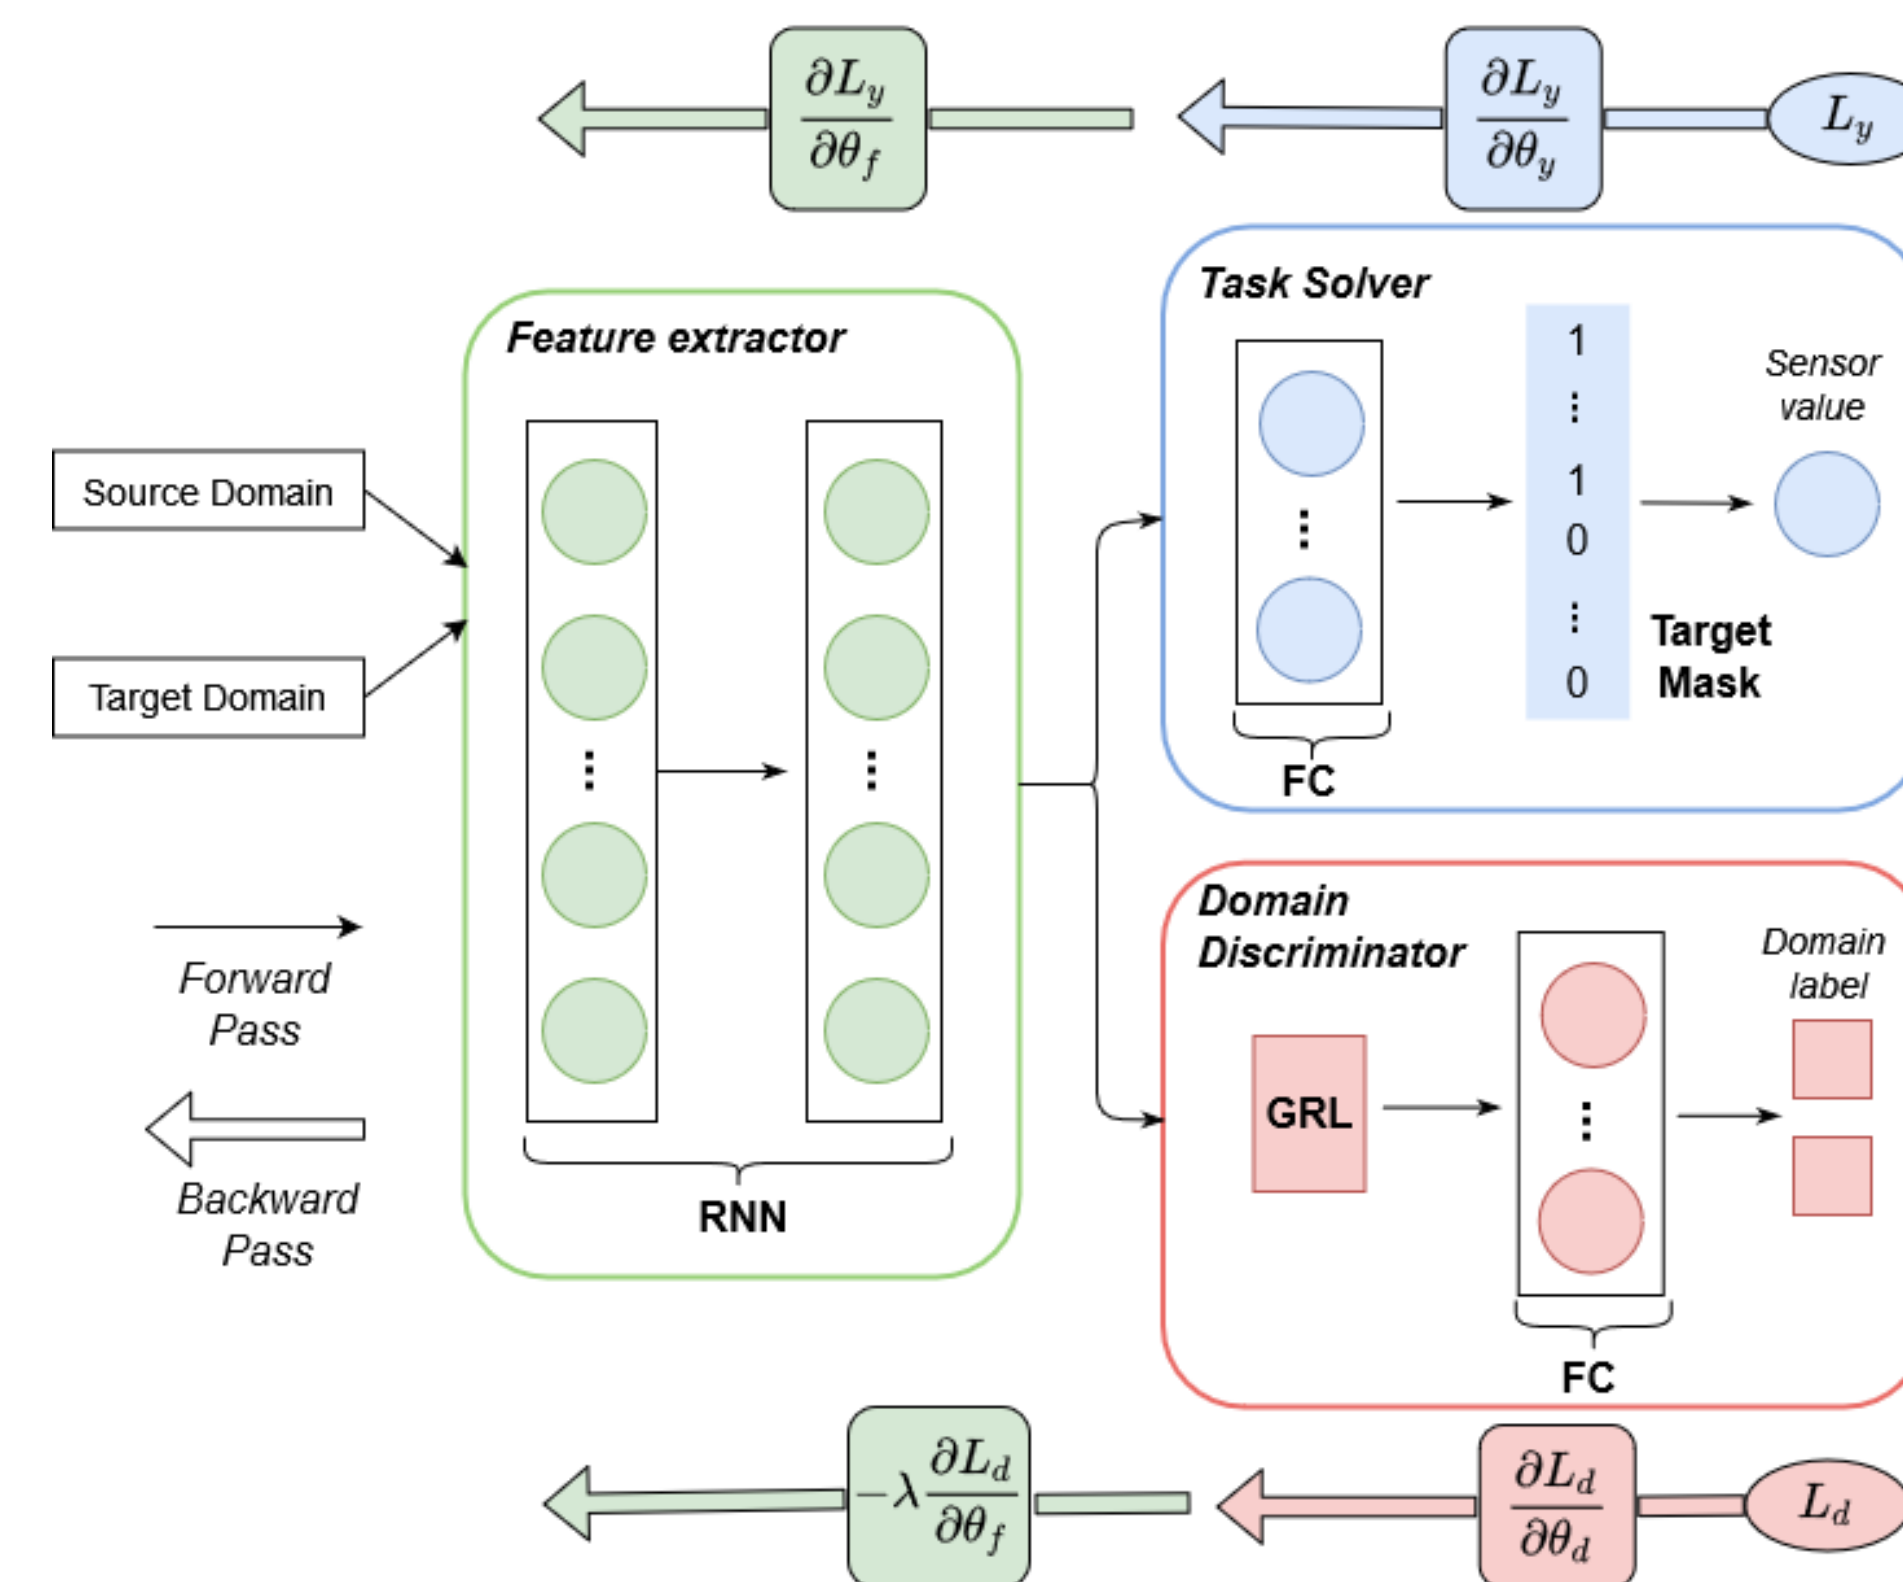 ∂L_y
∂θ_f
∂L_y
∂θ_y
L_y
Feature extractor
Task Solver
Source Domain
Target Domain
RNN
1
⋮
1
0
⋮
0
Sensor
value
Target
Mask
FC
Forward
Pass
Backward
Pass
Domain
Discriminator
GRL
Domain
label
FC
−λ ∂L_d
∂θ_f
∂L_d
∂θ_d
L_d